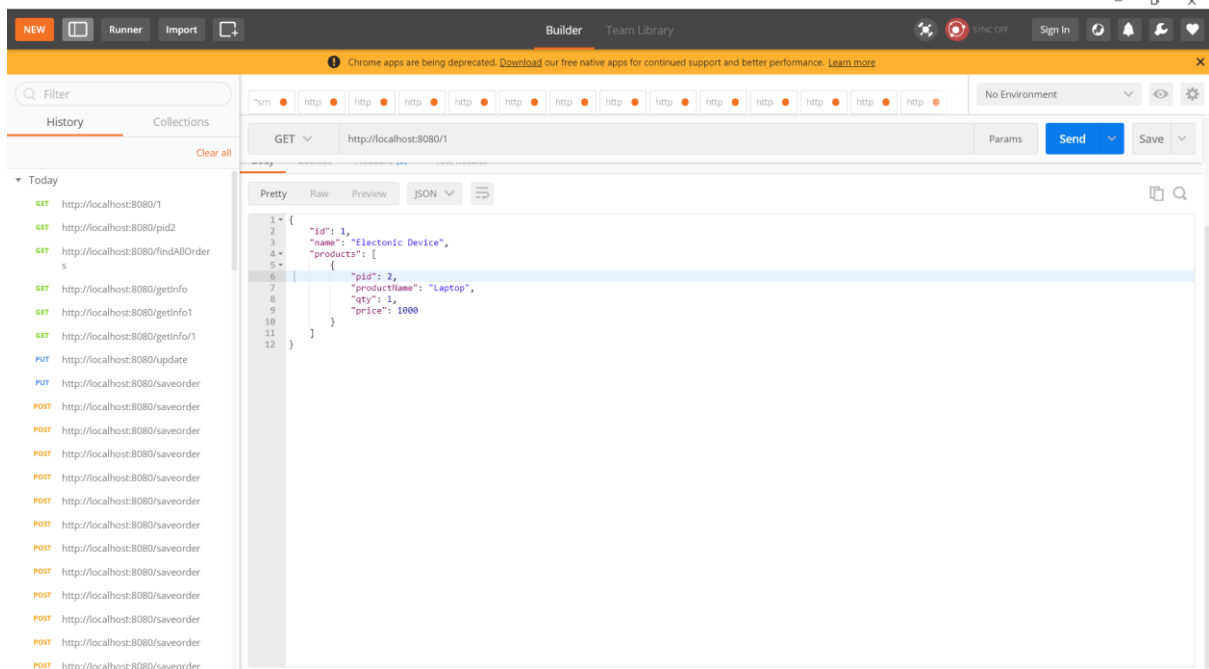 NEW Runner Import Builder Team Library SYNC OFF Sign In
Chrome apps are being deprecated. Download our free native apps for continued support and better performance. Learn more
Filter
History Collections
Clear all
Today
GET http://localhost:8080/1
GET http://localhost:8080/pid2
GET http://localhost:8080/findAllOrder
s
GET http://localhost:8080/getInfo
GET http://localhost:8080/getInfo1
GET http://localhost:8080/getInfo/1
PUT http://localhost:8080/update
PUT http://localhost:8080/saveorder
POST http://localhost:8080/saveorder
POST http://localhost:8080/saveorder
POST http://localhost:8080/saveorder
POST http://localhost:8080/saveorder
POST http://localhost:8080/saveorder
POST http://localhost:8080/saveorder
POST http://localhost:8080/saveorder
POST http://localhost:8080/saveorder
POST http://localhost:8080/saveorder
POST http://localhost:8080/saveorder
POST http://localhost:8080/saveorder
POST http://localhost:8080/saveorder
http http http http http http http http http http http http http No Environment
GET http://localhost:8080/1 Params Send Save
Pretty Raw Preview JSON
1 {
2 "id": 1,
3 "name": "Electonic Device",
4 "products": [
5 {
6 "pid": 2,
7 "productName": "Laptop",
8 "qty": 1,
9 "price": 1000
10 }
11 ]
12 }